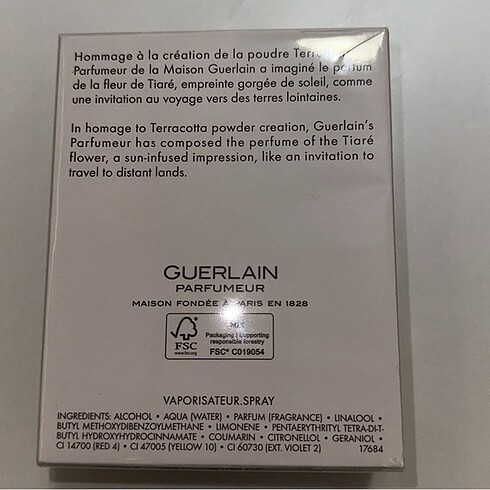 Hommage à la création de la poudre
Parfumeur de la Maison Guerlain a imaginé le parfum
de la fleur de Tiaré, empreinte gorgée de soleil, comme
une invitation au voyage vers des terres lointaines.
In homage to Terracotta powder creation, Guerlain's
Parfumeur has composed the perfume of the Tiaré
flower, a sun-infused impression, like an invitation to
travel to distant lands.
GUERLAIN
PARFUMEUR
MAISON FONDÉE À PARIS EN 1828
MIX
Packaging | Supporting
responsible forestry
FSC
www.fsc.org
FSC® C019054
VAPORISATEUR.SPRAY
INGREDIENTS: ALCOHOL • AQUA (WATER) • PARFUM (FRAGRANCE) • LINALOOL •
BUTYL METHOXYDIBENZOYLMETHANE • LIMONENE • PENTAERYTHRITYL TETRA-DI-T-
BUTYL HYDROXYHYDROCINNAMATE • COUMARIN • CITRONELLOL • GERANIOL •
CI 14700 (RED 4) • CI 47005 (YELLOW 10) • CI 60730 (EXT. VIOLET 2) 17684